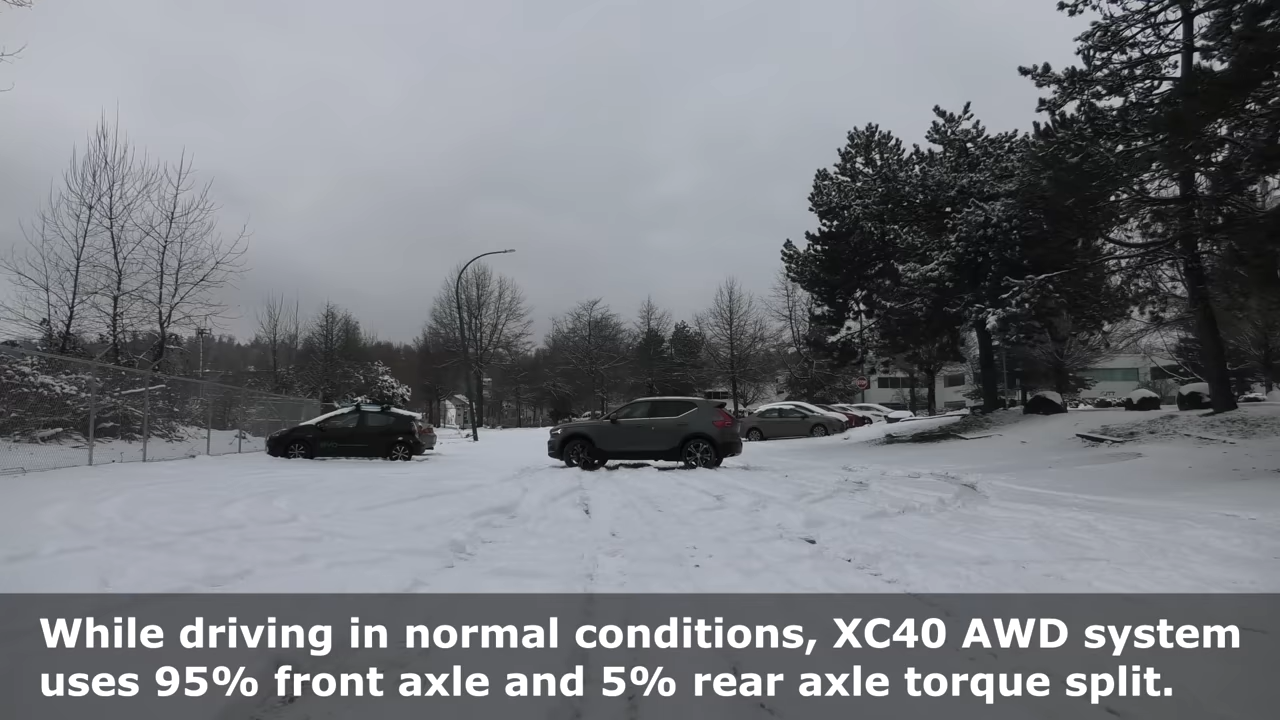 While driving in normal conditions, XC40 AWD system
uses 95% front axle and 5% rear axle torque split.